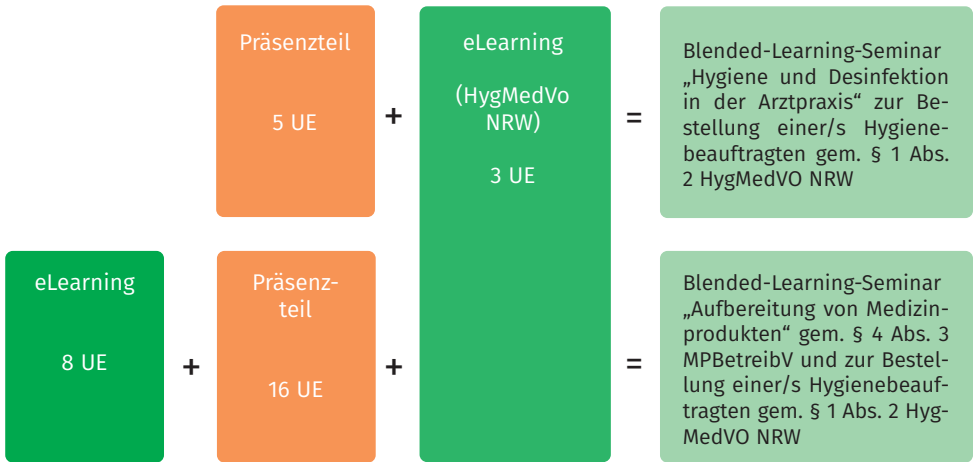 Präsenzteil
5 UE
+
eLearning
(HygMedVo
NRW)
3 UE
=
Blended-Learning-Seminar
„Hygiene und Desinfektion
in der Arztpraxis“ zur Be-
stellung einer/s Hygiene-
beauftragten gem. § 1 Abs.
2 HygMedVO NRW
eLearning
8 UE
+
Präsenz-
teil
16 UE
+
=
Blended-Learning-Seminar
„Aufbereitung von Medizin-
produkten“ gem. § 4 Abs. 3
MPBetreibV und zur Bestel-
lung einer/s Hygienebeauf-
tragten gem. § 1 Abs. 2 Hyg-
MedVO NRW